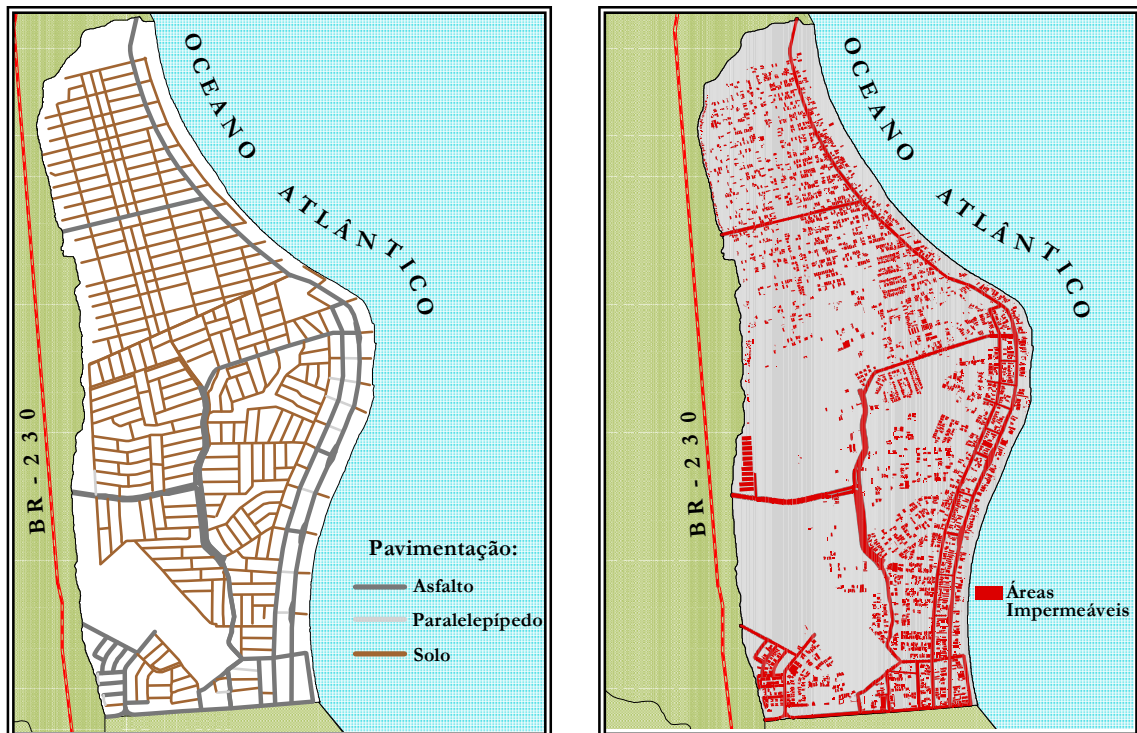 OCEANO
ATLÂNTICO
BR - 230
Pavimentação:
Asfalto
Paralelepípedo
Solo
OCEANO
ATLÂNTICO
BR - 230
Áreas
Impermeáveis